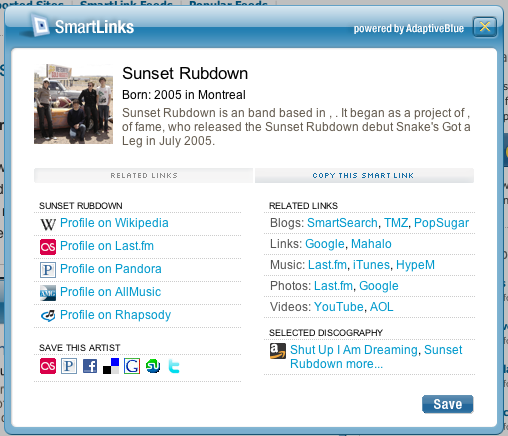 SmartLink Feeds
Popular Feeds
SmartLinks
powered by AdaptiveBlue
Sunset Rubdown
Born: 2005 in Montreal
Sunset Rubdown is an band based in , . It began as a project of ,
of fame, who released the Sunset Rubdown debut Snake's Got a
Leg in July 2005.
RELATED LINKS
COPY THIS SMART LINK
SUNSET RUBDOWN
W Profile on Wikipedia
Profile on Last.fm
P Profile on Pandora
AMG Profile on AllMusic
Profile on Rhapsody
SAVE THIS ARTIST
RELATED LINKS
Blogs: SmartSearch, TMZ, PopSugar
Links: Google, Mahalo
Music: Last.fm, iTunes, HypeM
Photos: Last.fm, Google
Videos: YouTube, AOL
SELECTED DISCOGRAPHY
Shut Up I Am Dreaming, Sunset
Rubdown more...
Save